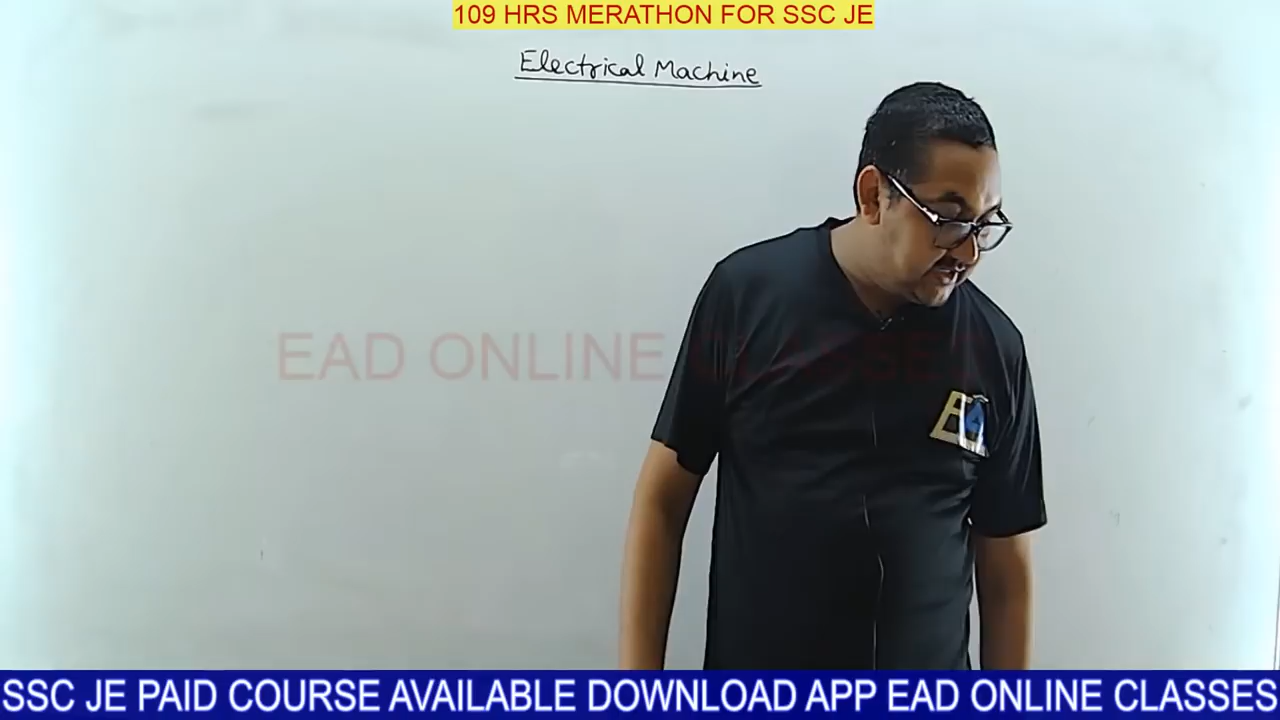 109 HRS MERATHON FOR SSC JE
Electrical Machine
EAD ONLINE CLASSES
SSC JE PAID COURSE AVAILABLE DOWNLOAD APP EAD ONLINE CLASSES